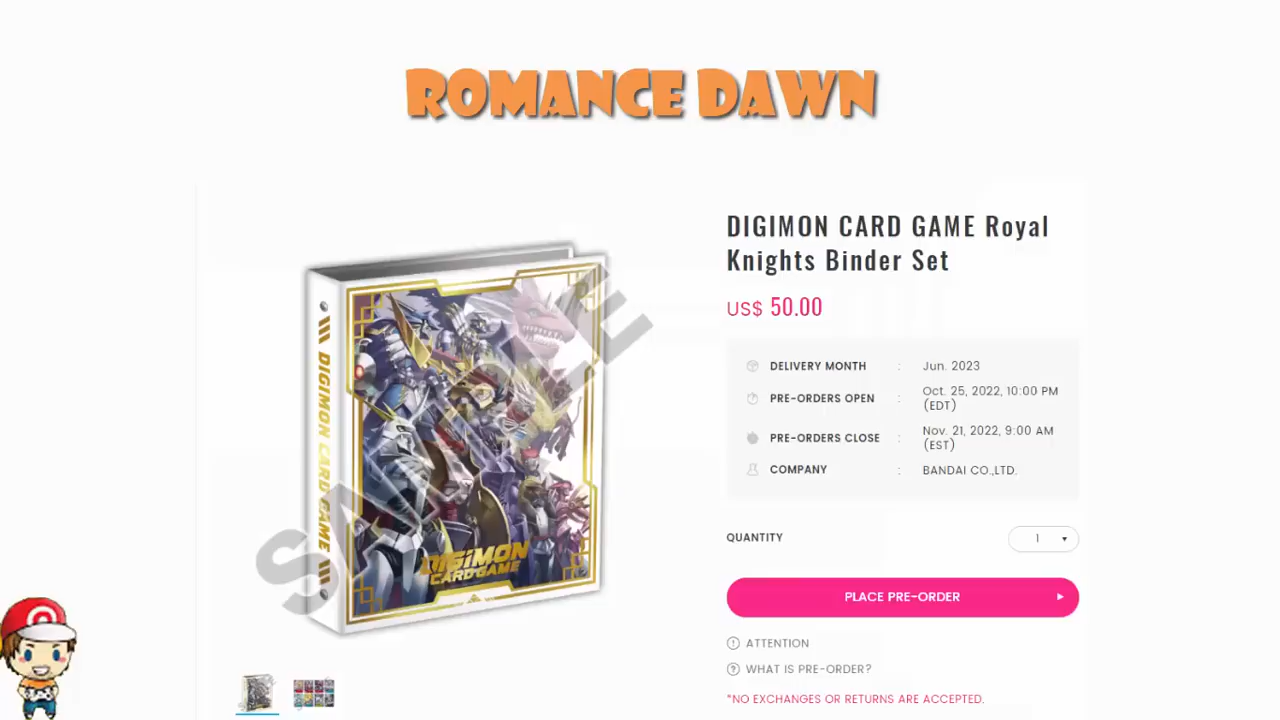 ROMANCE DAWN
DIGIMON CARD GAME Royal
Knights Binder Set
US$ 50.00
DELIVERY MONTH : Jun. 2023
PRE-ORDERS OPEN : Oct. 25, 2022, 10:00 PM
(EDT)
PRE-ORDERS CLOSE : Nov. 21, 2022, 9:00 AM
(EST)
COMPANY : BANDAI CO.,LTD.
QUANTITY 1
PLACE PRE-ORDER
ATTENTION
WHAT IS PRE-ORDER?
*NO EXCHANGES OR RETURNS ARE ACCEPTED.
DIGIMON CARD GAME
SAMPLE
DIGIMON
CARD GAME